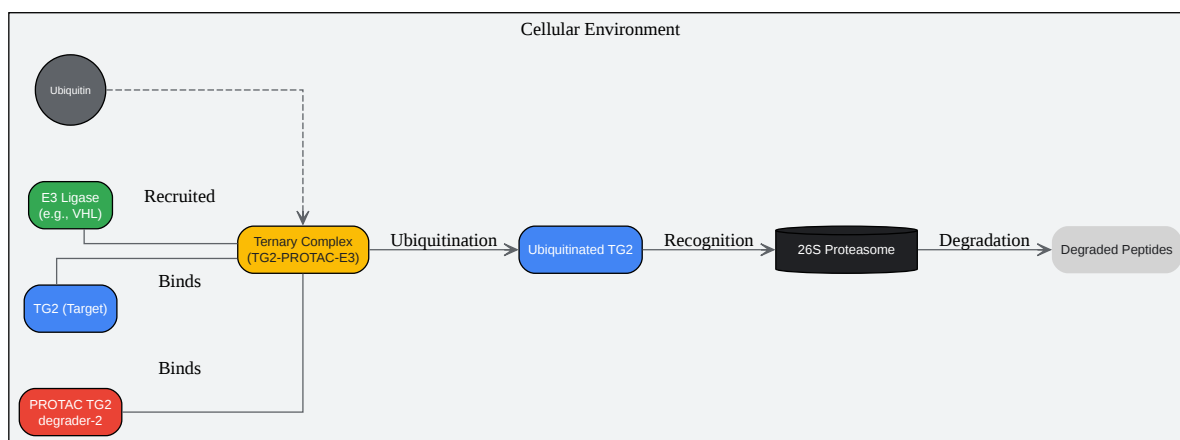 Cellular Environment
Ubiquitin
E3 Ligase
(e.g., VHL)
Recruited
Ternary Complex
(TG2-PROTAC-E3)
Ubiquitination
Ubiquitinated TG2
Recognition
26S Proteasome
Degradation
Degraded Peptides
Binds
TG2 (Target)
Binds
PROTAC TG2
degrader-2